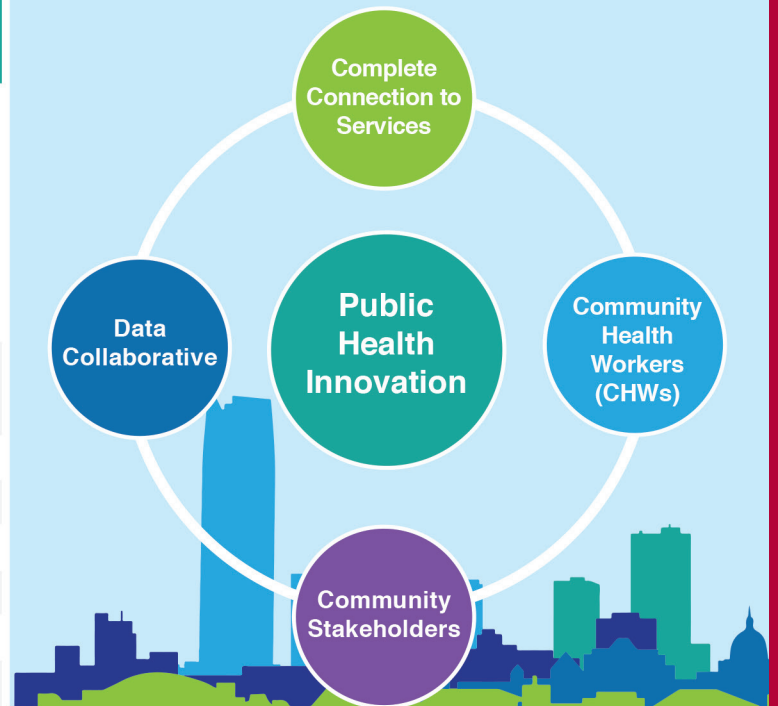 Complete
Connection to
Services
Data
Collaborative
Public
Health
Innovation
Community
Health
Workers
(CHWs)
Community
Stakeholders